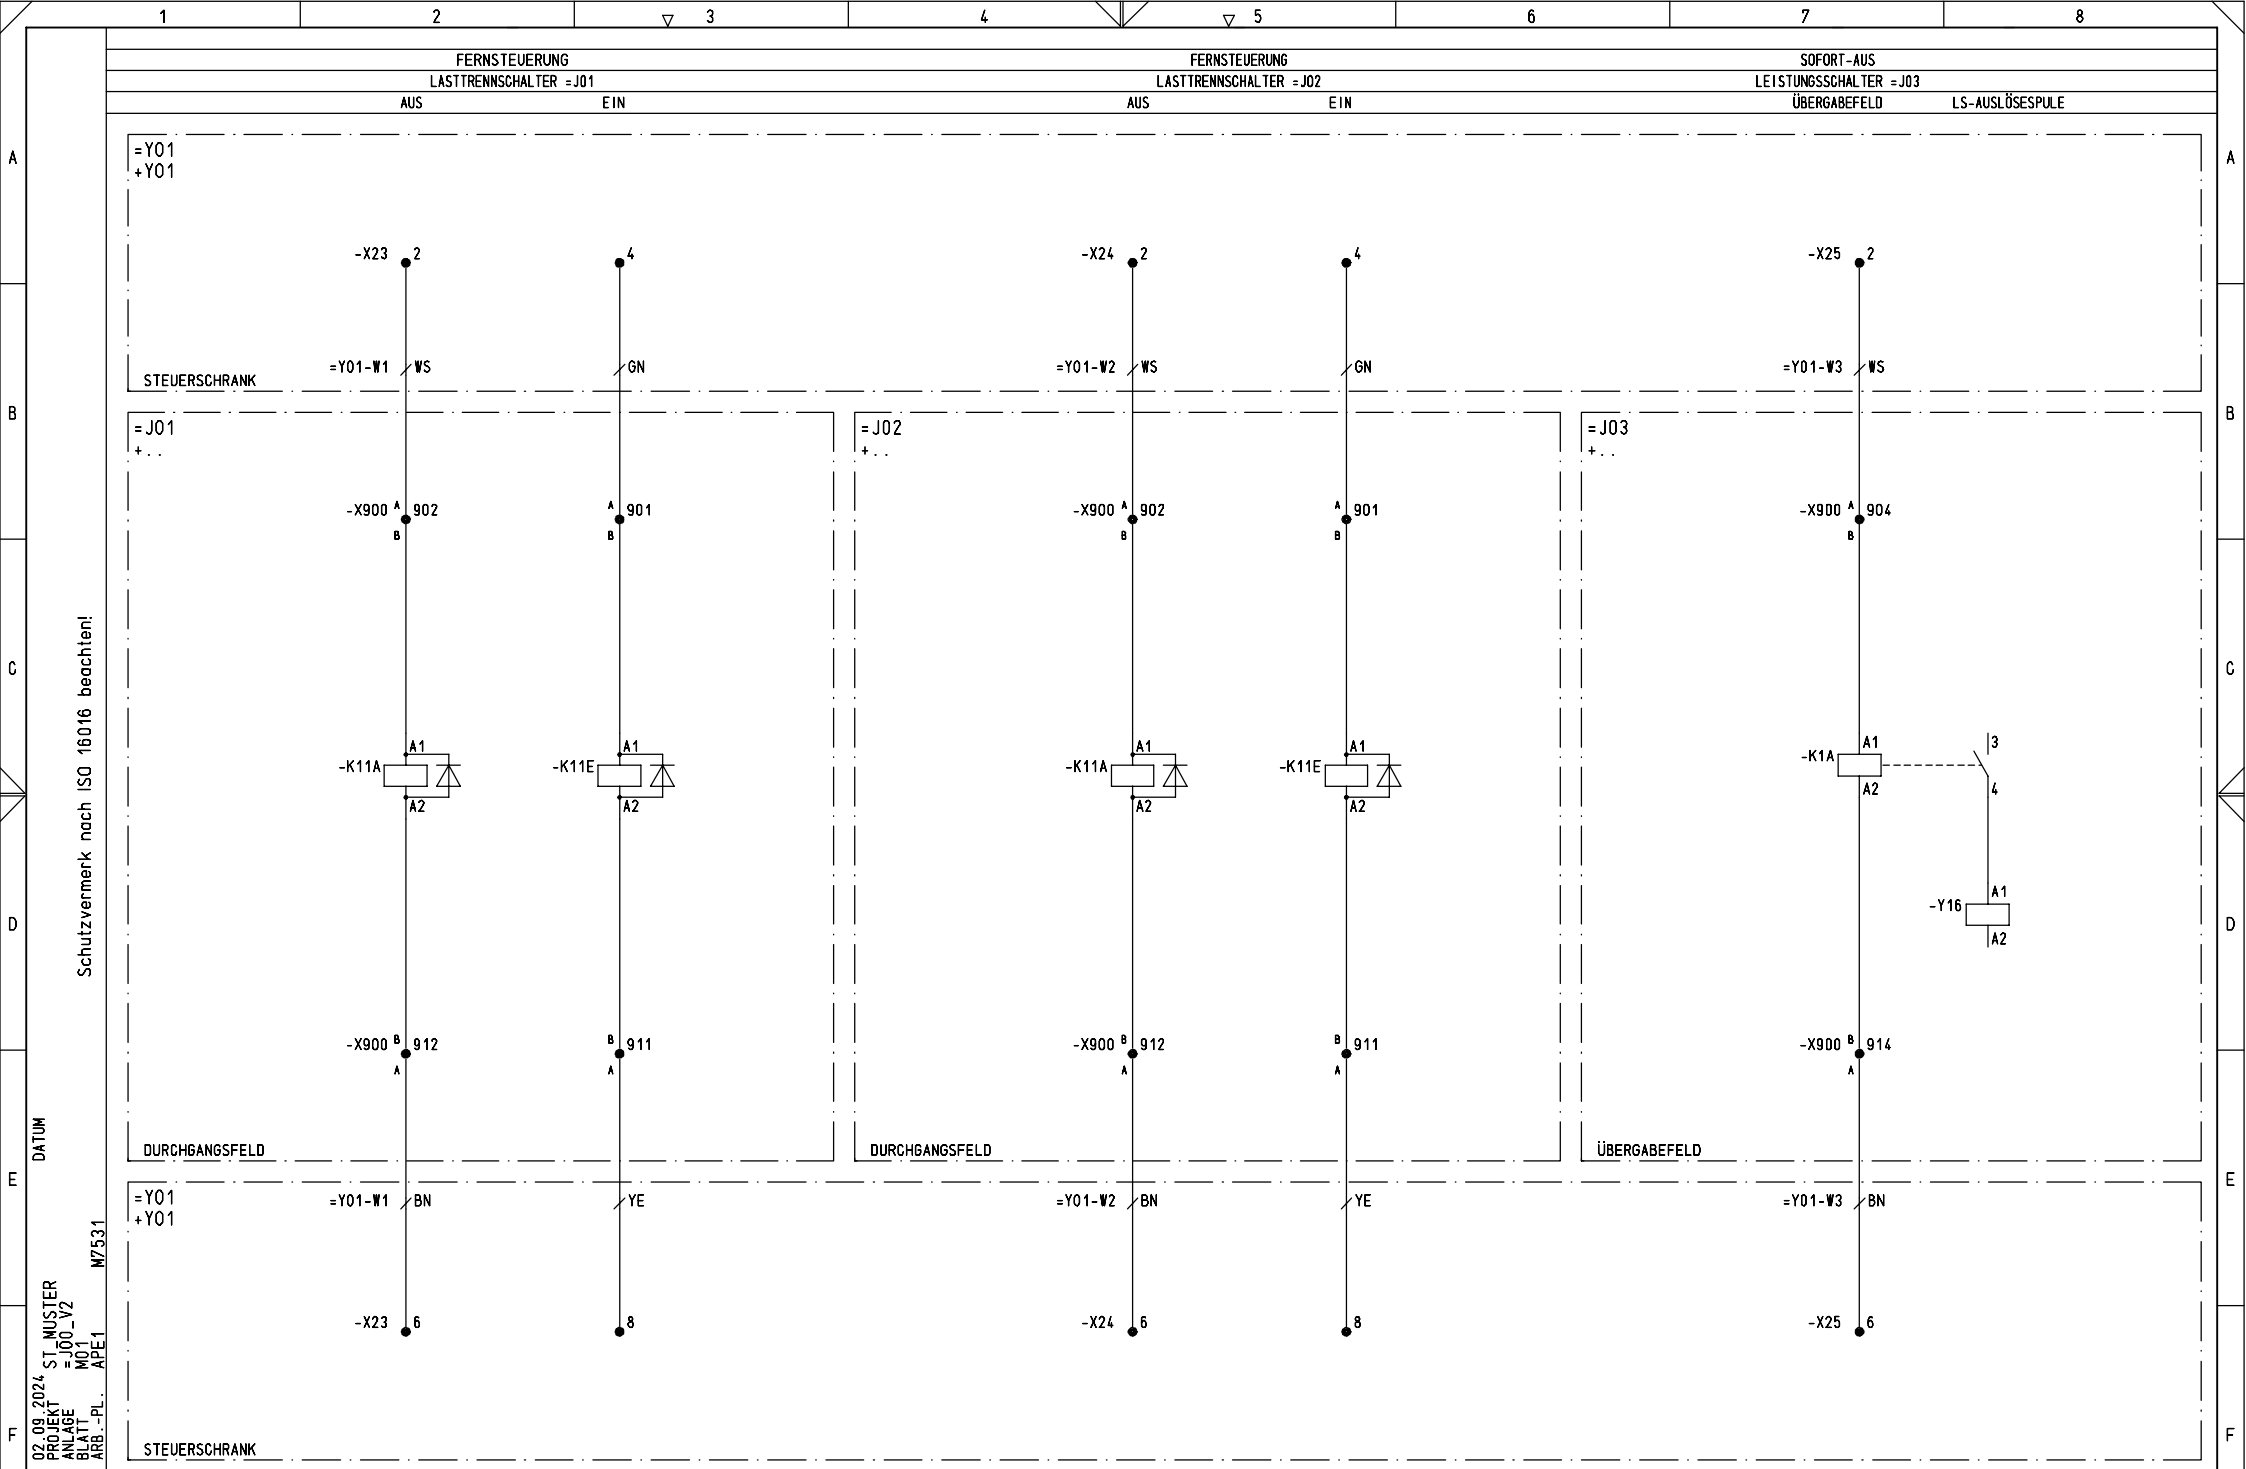 1 2 3 4 5 6 7 8
FERNSTEUERUNG FERNSTEUERUNG SOFORT-AUS
LASTTRENNSCHALTER =J01 LASTTRENNSCHALTER =J02 LEISTUNGSSCHALTER =J03
AUS EIN AUS EIN ÜBERGABEFELD LS-AUSLÖSESPULE
=Y01
A A
+Y01
-X23 2 4 -X24 2 4 -X25 2
=Y01-W1 WS GN =Y01-W2 WS GN =Y01-W3 WS
STEUERSCHRANK
B B
=J01 =J02 =J03
+.. +.. +..
-X900 A 902 A 901 -X900 A 902 A 901 -X900 A 904
B B B B B
C C
A1 A1 A1 A1 A1 3
-K11A -K11E -K11A -K11E -K1A
A2 A2 A2 A2 A2 4
A1
-Y16
A2
D D
-X900 B 912 B 911 -X900 B 912 B 911 -X900 B 914
A A A A A
DURCHGANGSFELD DURCHGANGSFELD ÜBERGABEFELD
E E
=Y01 =Y01-W1 BN YE =Y01-W2 BN YE =Y01-W3 BN
+Y01
-X23 6 8 -X24 6 8 -X25 6
F F
STEUERSCHRANK
Schutzvermerk nach ISO 16016 beachten!
02.09.2024 DATUM
PROJEKT ST_MUSTER
ANLAGE =J00_V2
BLATT M01
ARB.-PL. APE1 M7531